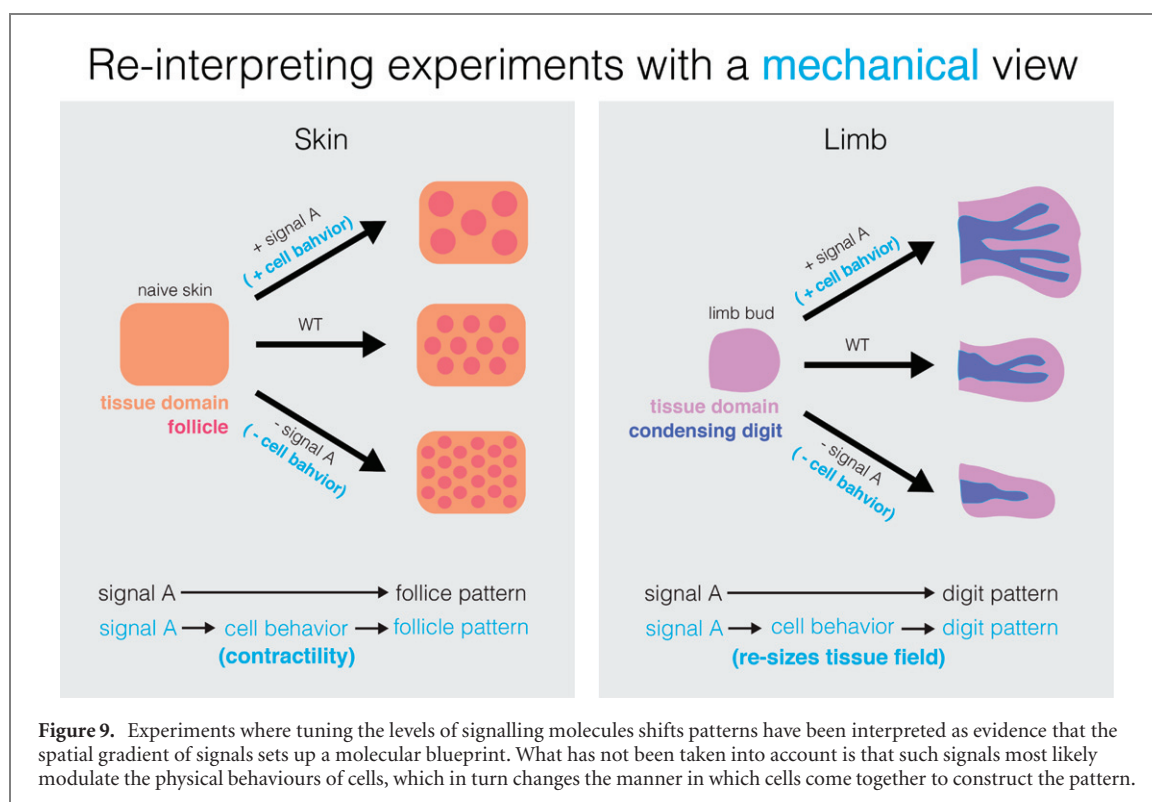 Re-interpreting experiments with a mechanical view
Skin
+ signal A
( + cell bahvior)
naive skin
WT
tissue domain
follicle
- signal A
( - cell bahvior)
signal A
follice pattern
signal A
cell behavior
follicle pattern
(contractility)
Limb
+ signal A
( + cell bahvior)
limb bud
WT
tissue domain
condensing digit
- signal A
( - cell bahvior)
signal A
digit pattern
signal A
cell behavior
digit pattern
(re-sizes tissue field)
Figure 9. Experiments where tuning the levels of signalling molecules shifts patterns have been interpreted as evidence that the
spatial gradient of signals sets up a molecular blueprint. What has not been taken into account is that such signals most likely
modulate the physical behaviours of cells, which in turn changes the manner in which cells come together to construct the pattern.